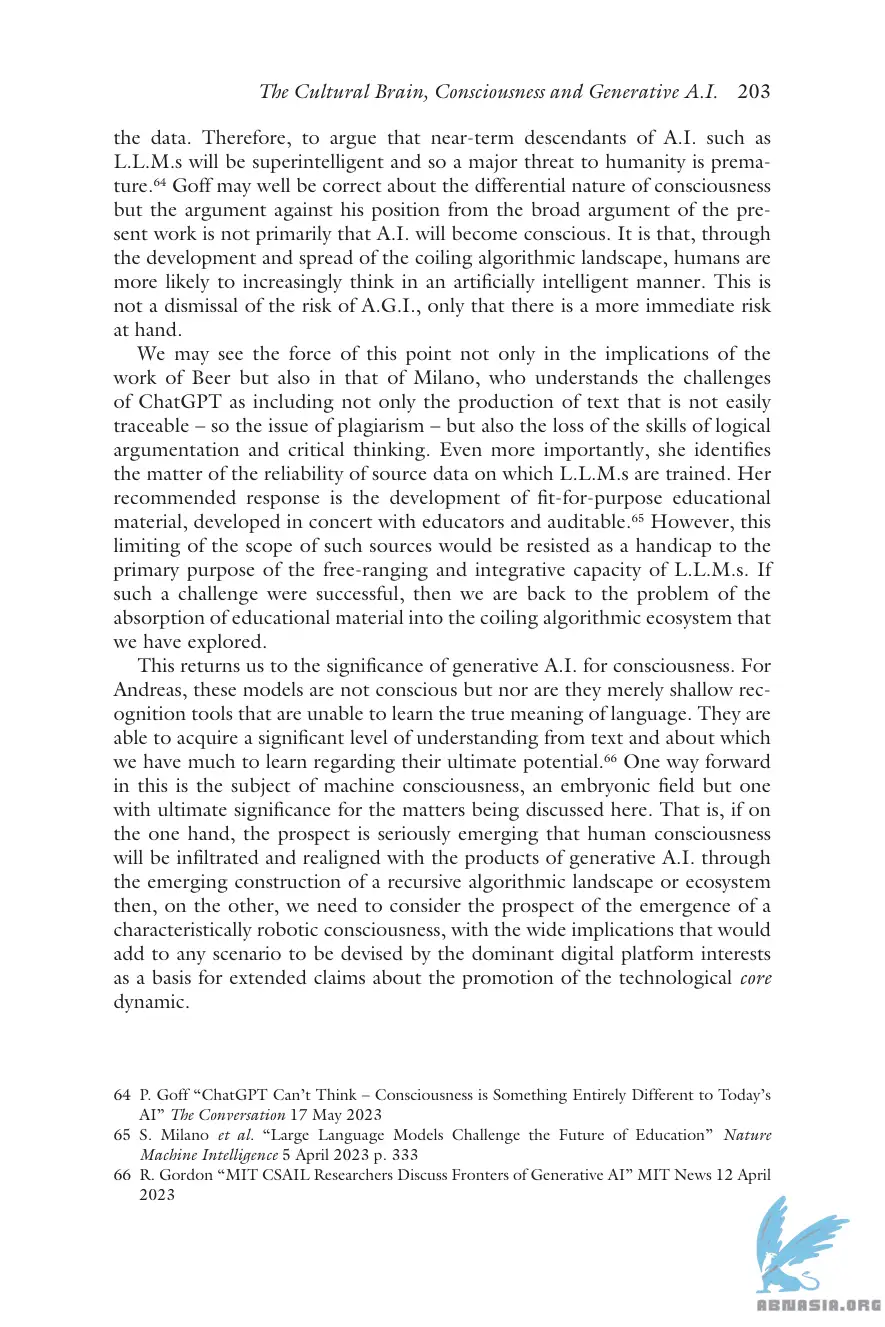 The Cultural Brain, Consciousness and Generative A.I. 203
the data. Therefore, to argue that near-term descendants of A.I. such as
L.L.M.s will be superintelligent and so a major threat to humanity is prema-
ture.⁶⁴ Goff may well be correct about the differential nature of consciousness
but the argument against his position from the broad argument of the pre-
sent work is not primarily that A.I. will become conscious. It is that, through
the development and spread of the coiling algorithmic landscape, humans are
more likely to increasingly think in an artificially intelligent manner. This is
not a dismissal of the risk of A.G.I., only that there is a more immediate risk
at hand.
We may see the force of this point not only in the implications of the
work of Beer but also in that of Milano, who understands the challenges
of ChatGPT as including not only the production of text that is not easily
traceable – so the issue of plagiarism – but also the loss of the skills of logical
argumentation and critical thinking. Even more importantly, she identifies
the matter of the reliability of source data on which L.L.M.s are trained. Her
recommended response is the development of fit-for-purpose educational
material, developed in concert with educators and auditable.⁶⁵ However, this
limiting of the scope of such sources would be resisted as a handicap to the
primary purpose of the free-ranging and integrative capacity of L.L.M.s. If
such a challenge were successful, then we are back to the problem of the
absorption of educational material into the coiling algorithmic ecosystem that
we have explored.
This returns us to the significance of generative A.I. for consciousness. For
Andreas, these models are not conscious but nor are they merely shallow rec-
ognition tools that are unable to learn the true meaning of language. They are
able to acquire a significant level of understanding from text and about which
we have much to learn regarding their ultimate potential.⁶⁶ One way forward
in this is the subject of machine consciousness, an embryonic field but one
with ultimate significance for the matters being discussed here. That is, if on
the one hand, the prospect is seriously emerging that human consciousness
will be infiltrated and realigned with the products of generative A.I. through
the emerging construction of a recursive algorithmic landscape or ecosystem
then, on the other, we need to consider the prospect of the emergence of a
characteristically robotic consciousness, with the wide implications that would
add to any scenario to be devised by the dominant digital platform interests
as a basis for extended claims about the promotion of the technological core
dynamic.
64 P. Goff “ChatGPT Can’t Think – Consciousness is Something Entirely Different to Today’s
AI” The Conversation 17 May 2023
65 S. Milano et al. “Large Language Models Challenge the Future of Education” Nature
Machine Intelligence 5 April 2023 p. 333
66 R. Gordon “MIT CSAIL Researchers Discuss Fronters of Generative AI” MIT News 12 April
2023
ABNASIA.ORG